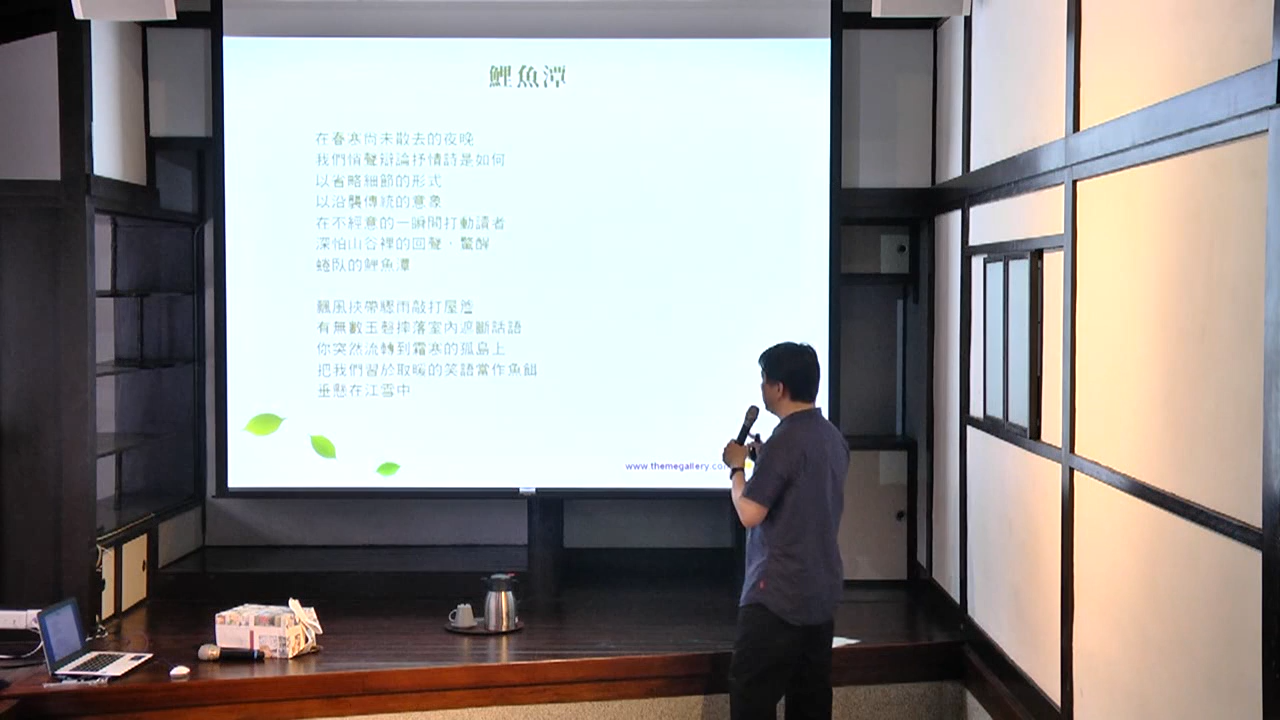 鯉魚潭
在春寒尚未散去的夜晚
我們悄聲辯論抒情詩是如何
以省略細節的形式
以沿襲傳統的意象
在不經意的一瞬間打動讀者
深怕山谷裡的回聲，驚醒
蜷臥的鯉魚潭
颶風挾帶驟雨敲打屋簷
有無數玉磬摔落室內遮斷話語
你突然流轉到霜寒的孤島上
把我們習於取暖的笑語當作魚餌
垂懸在江雪中
www.themegallery.com